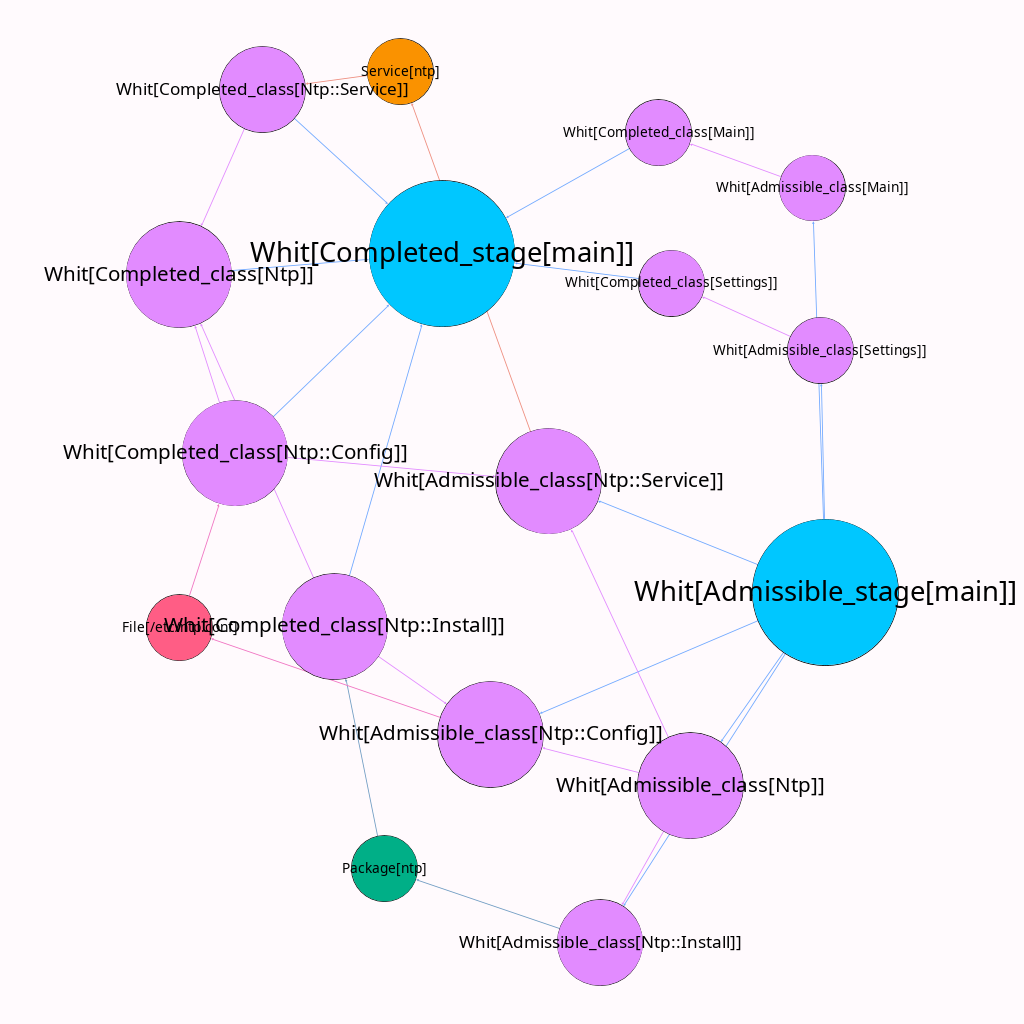 Service[ntp]
Whit[Completed_class[Ntp::Service]]
Whit[Completed_class[Main]]
Whit[Admissible_class[Main]]
Whit[Completed_stage[main]]
Whit[Completed_class[Ntp]]
Whit[Completed_class[Settings]]
Whit[Admissible_class[Settings]]
Whit[Completed_class[Ntp::Config]]
Whit[Admissible_class[Ntp::Service]]
Whit[Admissible_stage[main]]
File[/etc/ntp.conf]
Whit[Completed_class[Ntp::Install]]
Whit[Admissible_class[Ntp::Config]]
Whit[Admissible_class[Ntp]]
Package[ntp]
Whit[Admissible_class[Ntp::Install]]